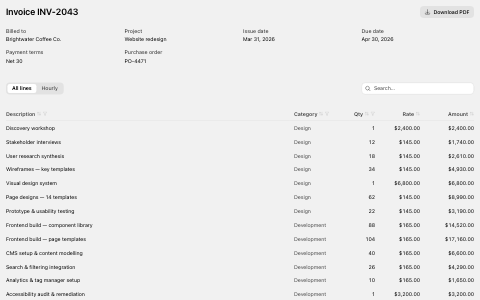 Invoice INV-2043
Download PDF
Billed to Project Issue date Due date
Brightwater Coffee Co. Website redesign Mar 31, 2026 Apr 30, 2026
Payment terms Purchase order
Net 30 PO-4471
All lines Hourly Search...
Description Category Qty Rate Amount
Discovery workshop Design 1 $2,400.00 $2,400.00
Stakeholder interviews Design 12 $145.00 $1,740.00
User research synthesis Design 18 $145.00 $2,610.00
Wireframes — key templates Design 34 $145.00 $4,930.00
Visual design system Design 1 $6,800.00 $6,800.00
Page designs — 14 templates Design 62 $145.00 $8,990.00
Prototype & usability testing Design 22 $145.00 $3,190.00
Frontend build — component library Development 88 $165.00 $14,520.00
Frontend build — page templates Development 104 $165.00 $17,160.00
CMS setup & content modelling Development 40 $165.00 $6,600.00
Search & filtering integration Development 26 $165.00 $4,290.00
Analytics & tag manager setup Development 10 $165.00 $1,650.00
Accessibility audit & remediation Development 1 $3,200.00 $3,200.00